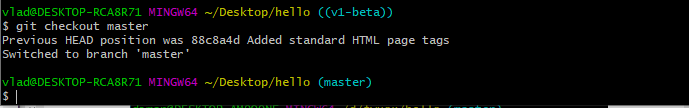 vlad@DESKTOP-RCA8R71 MINGW64 ~/Desktop/hello ((v1-beta))
$ git checkout master
Previous HEAD position was 88c8a4d Added standard HTML page tags
Switched to branch 'master'
vlad@DESKTOP-RCA8R71 MINGW64 ~/Desktop/hello (master)
$